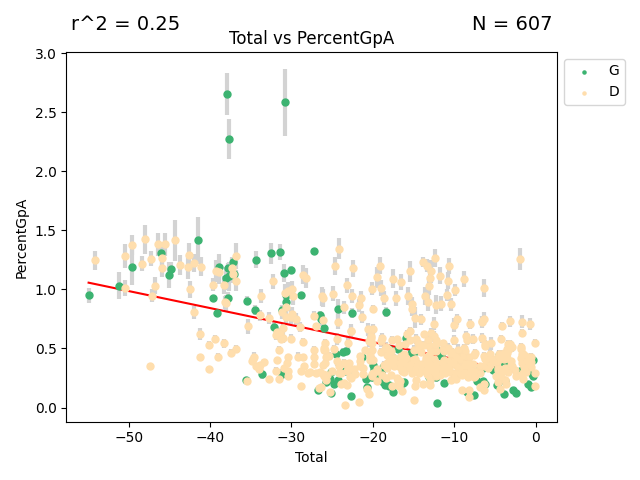 r^2 = 0.25
N = 607
Total vs PercentGpA
G
D
3.0
2.5
2.0
1.5
1.0
0.5
0.0
PercentGpA
−50
−40
−30
−20
−10
0
Total